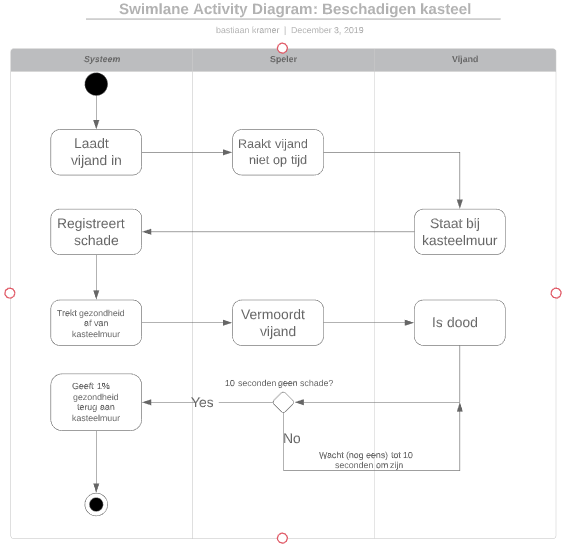 Swimlane Activity Diagram: Beschadigen kasteel
bastiaan kramer | December 3, 2019
Systeem
Speler
Vijand
Laadt
vijand in
Raakt vijand
niet op tijd
Registreert
schade
Staat bij
kasteelmuur
Trekt gezondheid
af van
kasteelmuur
Vermoordt
vijand
Is dood
10 seconden geen schade?
Geeft 1%
gezondheid
terug aan
kasteelmuur
Yes
No
Wacht (nog eens) tot 10
seconden om zijn